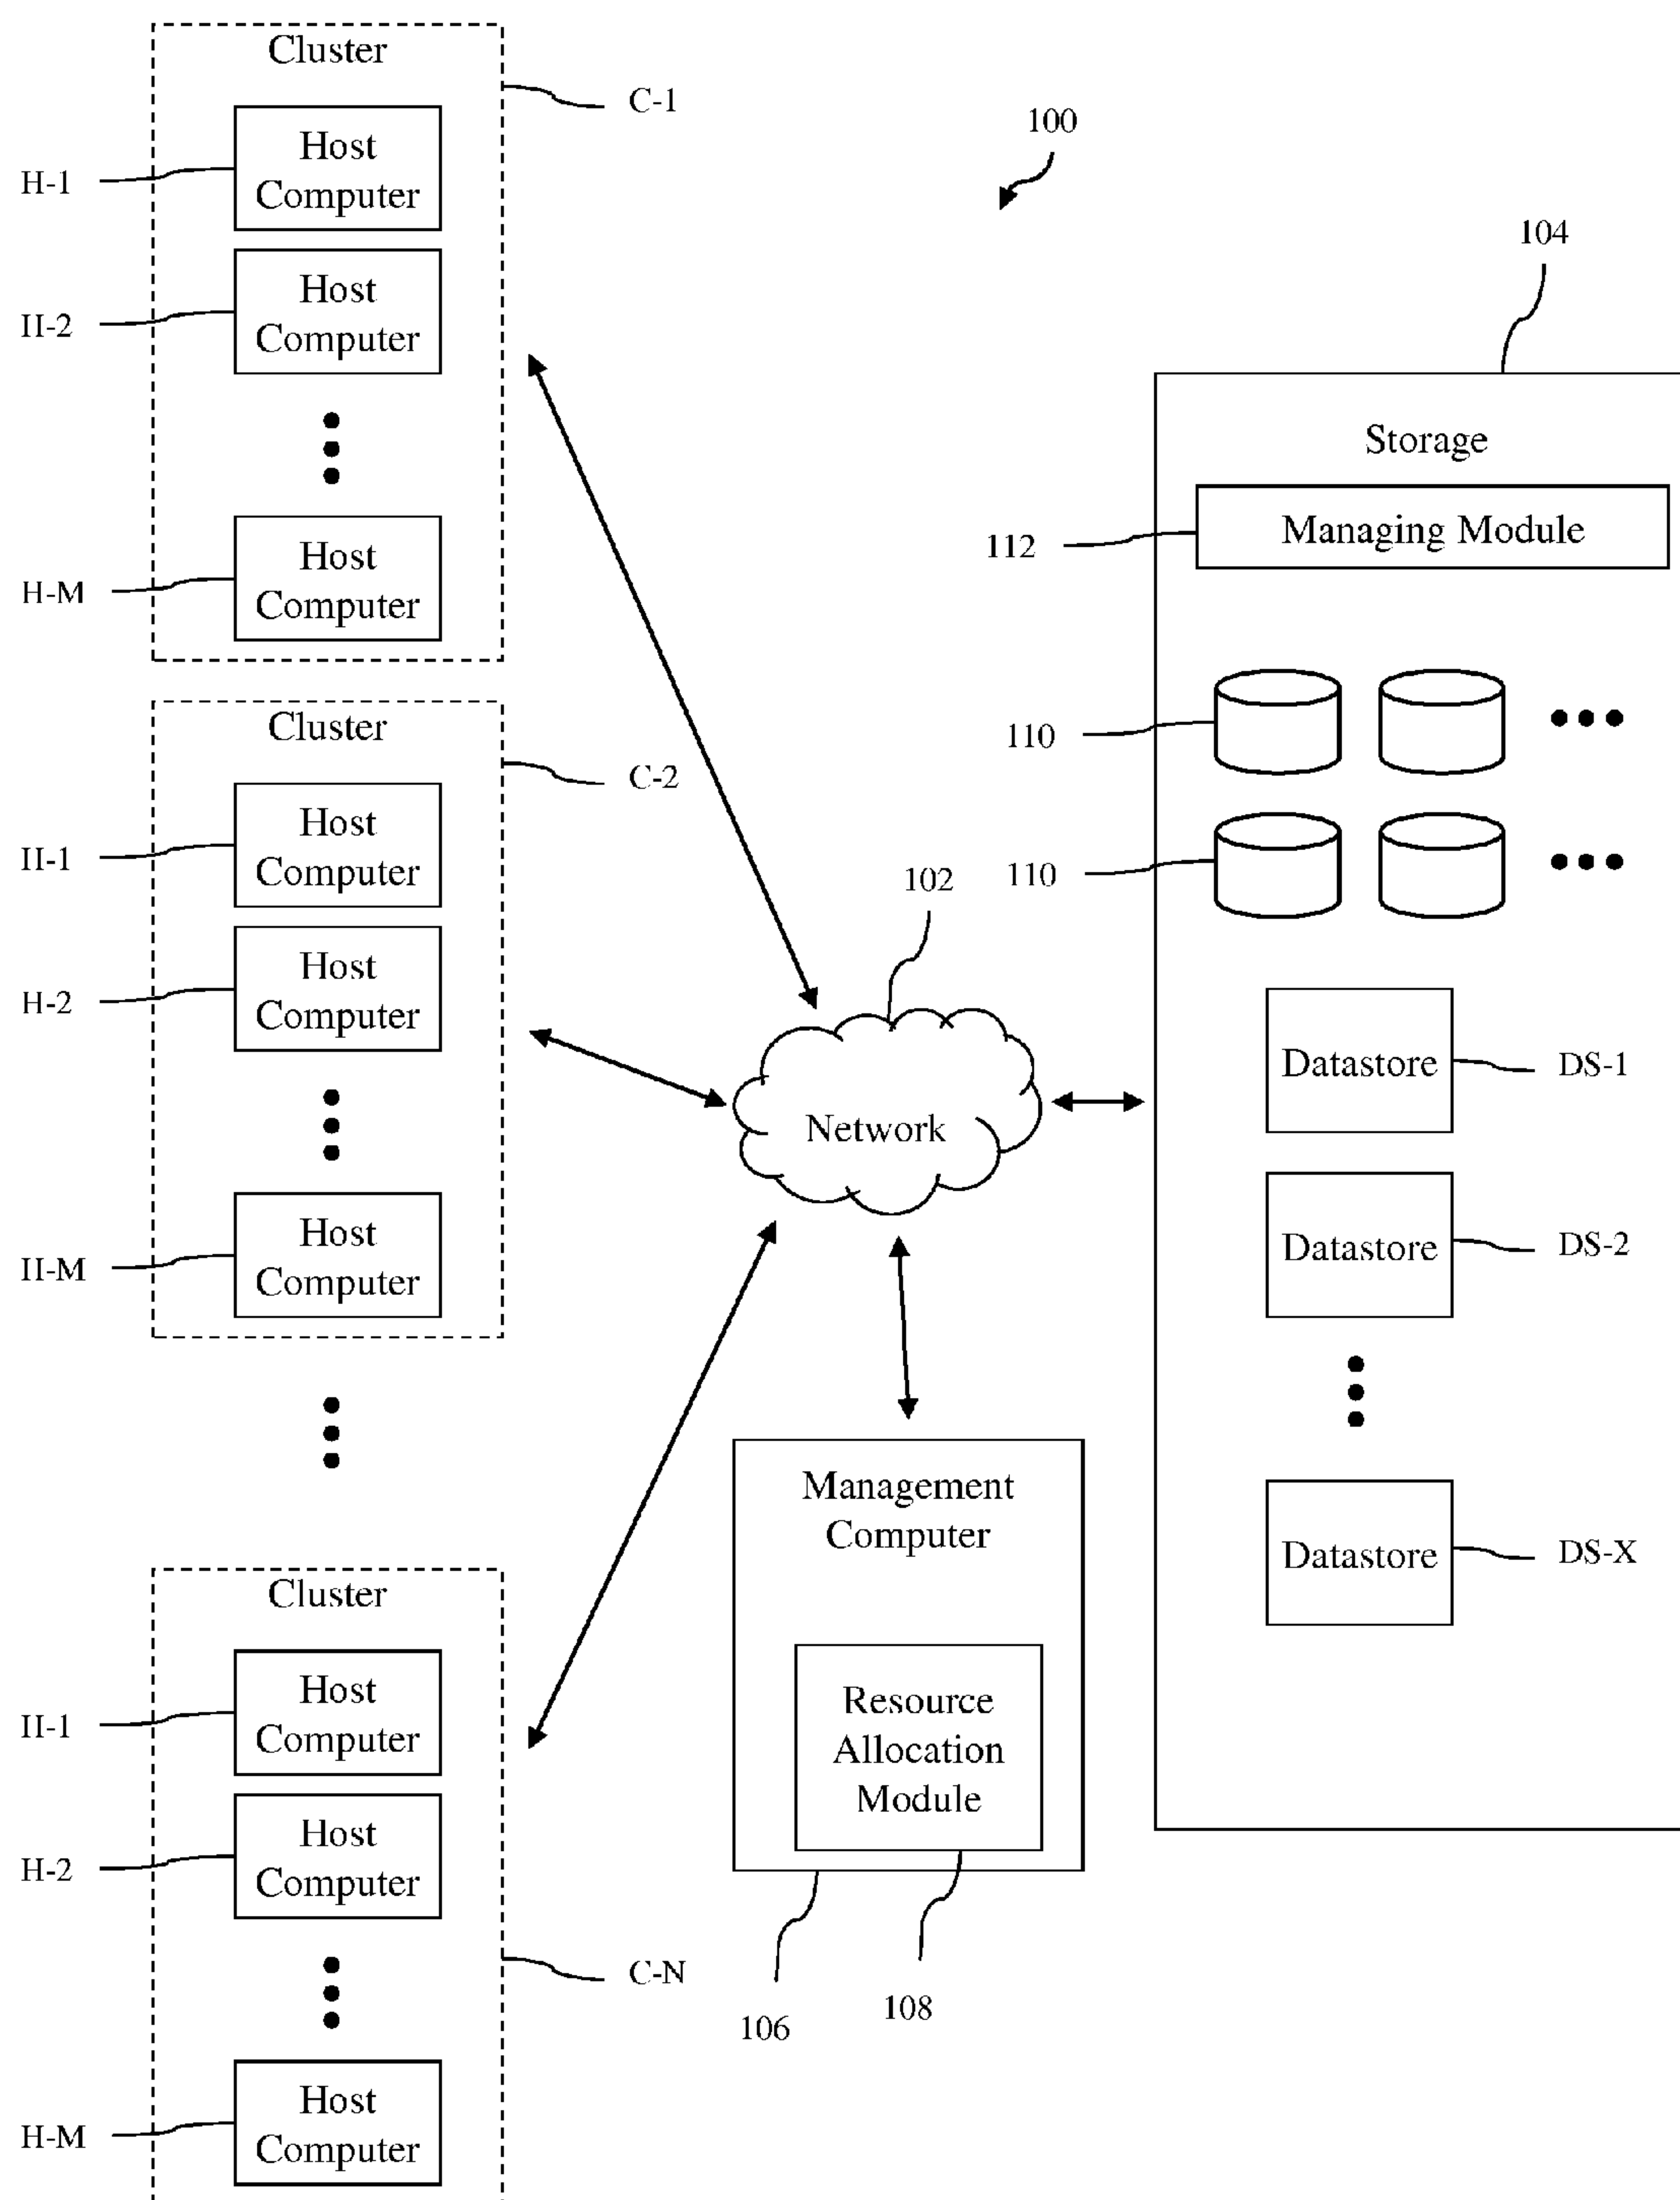 Cluster
C-1
Host
Computer
H-1
Host
Computer
II-2
Host
Computer
H-M
100
104
Storage
Managing Module
112
110
110
Datastore
DS-1
Datastore
DS-2
Datastore
DS-X
Cluster
C-2
Host
Computer
II-1
Host
Computer
H-2
Host
Computer
II-M
102
Network
Management
Computer
Resource
Allocation
Module
106
108
Cluster
Host
Computer
II-1
Host
Computer
H-2
C-N
Host
Computer
H-M